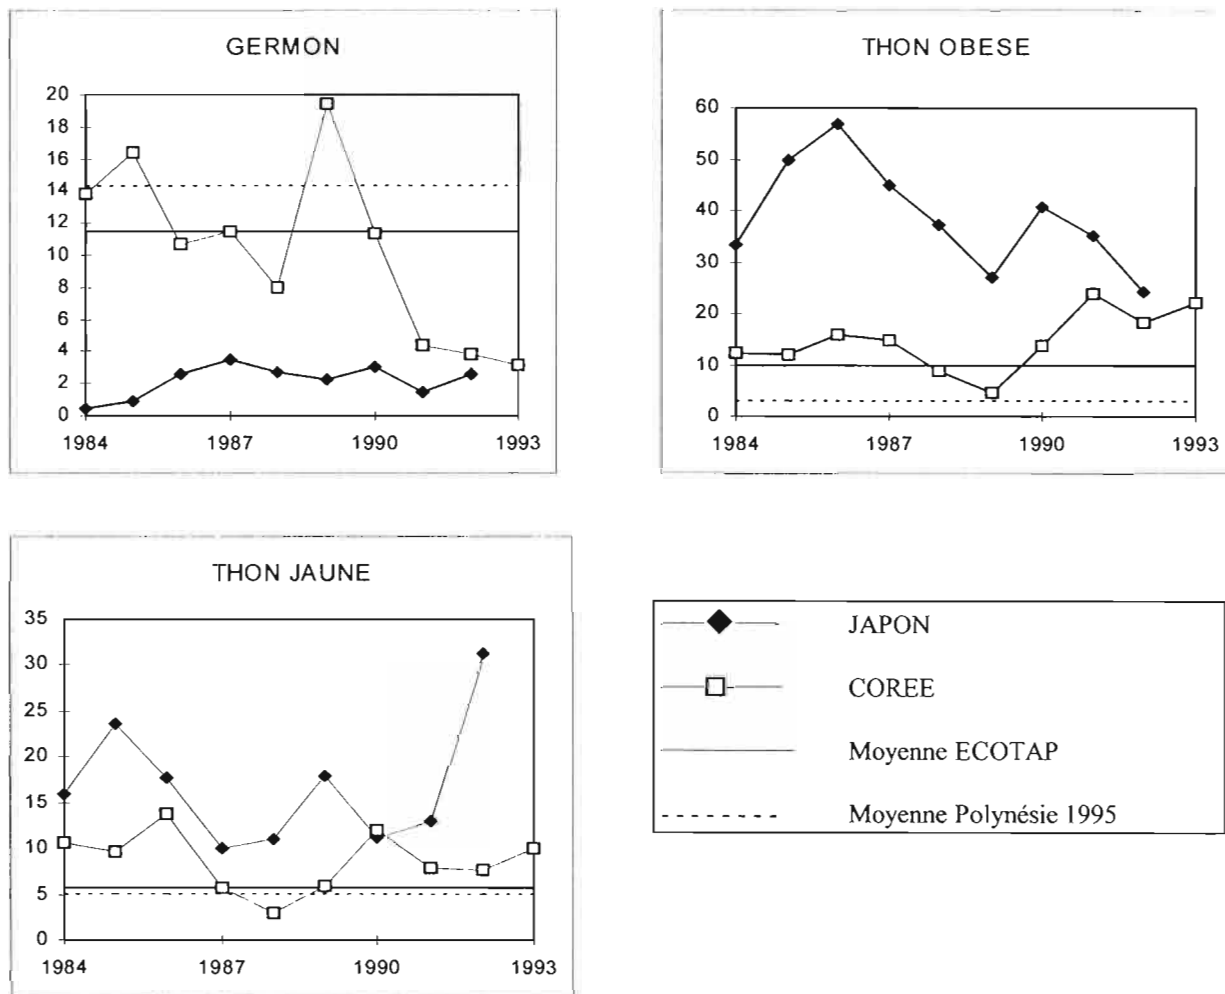 GERMON
20
18
16
14
12
10
8
6
4
2
0
1984 1987 1990 1993
THON OBESE
60
50
40
30
20
10
0
1984 1987 1990 1993
THON JAUNE
35
30
25
20
15
10
5
0
1984 1987 1990 1993
JAPON
COREE
Moyenne ECOTAP
Moyenne Polynésie 1995